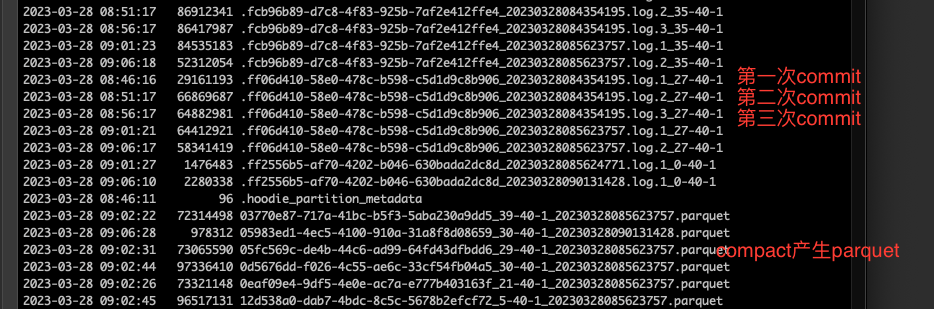 2023-03-28 08:51:17 86912341 .fcb96b89-d7c8-4f83-925b-7af2e412ffe4_20230328084354195.log.2_35-40-1
2023-03-28 08:56:17 86417987 .fcb96b89-d7c8-4f83-925b-7af2e412ffe4_20230328084354195.log.3_35-40-1
2023-03-28 09:01:23 84535183 .fcb96b89-d7c8-4f83-925b-7af2e412ffe4_20230328085623757.log.1_35-40-1
2023-03-28 09:06:18 52312054 .fcb96b89-d7c8-4f83-925b-7af2e412ffe4_20230328085623757.log.2_35-40-1
2023-03-28 08:46:16 29161193 .ff06d410-58e0-478c-b598-c5d1d9c8b906_20230328084354195.log.1_27-40-1 第一次commit
2023-03-28 08:51:17 66869687 .ff06d410-58e0-478c-b598-c5d1d9c8b906_20230328084354195.log.2_27-40-1 第二次commit
2023-03-28 08:56:17 64882981 .ff06d410-58e0-478c-b598-c5d1d9c8b906_20230328084354195.log.3_27-40-1 第三次commit
2023-03-28 09:01:21 64412921 .ff06d410-58e0-478c-b598-c5d1d9c8b906_20230328085623757.log.1_27-40-1
2023-03-28 09:06:17 58341419 .ff06d410-58e0-478c-b598-c5d1d9c8b906_20230328085623757.log.2_27-40-1
2023-03-28 09:01:27 1476483 .ff2556b5-af70-4202-b046-630bada2dc8d_20230328085624771.log.1_0-40-1
2023-03-28 09:06:10 2280338 .ff2556b5-af70-4202-b046-630bada2dc8d_20230328090131428.log.1_0-40-1
2023-03-28 08:46:11 96 .hoodie_partition_metadata
2023-03-28 09:02:22 72314498 03770e87-717a-41bc-b5f3-5aba230a9dd5_39-40-1_20230328085623757.parquet
2023-03-28 09:06:28 978312 05983ed1-4ec5-4100-910a-31a8f8d08659_30-40-1_20230328090131428.parquet
2023-03-28 09:02:31 73065590 05fc569c-de4b-44c6-ad99-64fd43dfbdd6_29-40-1_20230328085623757.parquet compact产生parquet
2023-03-28 09:02:44 97336410 0d5676dd-f026-4c55-ae6c-33cf54fb04a5_30-40-1_20230328085623757.parquet
2023-03-28 09:02:26 73321148 0eaf09e4-9df5-4e0e-ac7a-e777b403163f_21-40-1_20230328085623757.parquet
2023-03-28 09:02:45 96517131 12d538a0-dab7-4bdc-8c5c-5678b2efcf72_5-40-1_20230328085623757.parquet